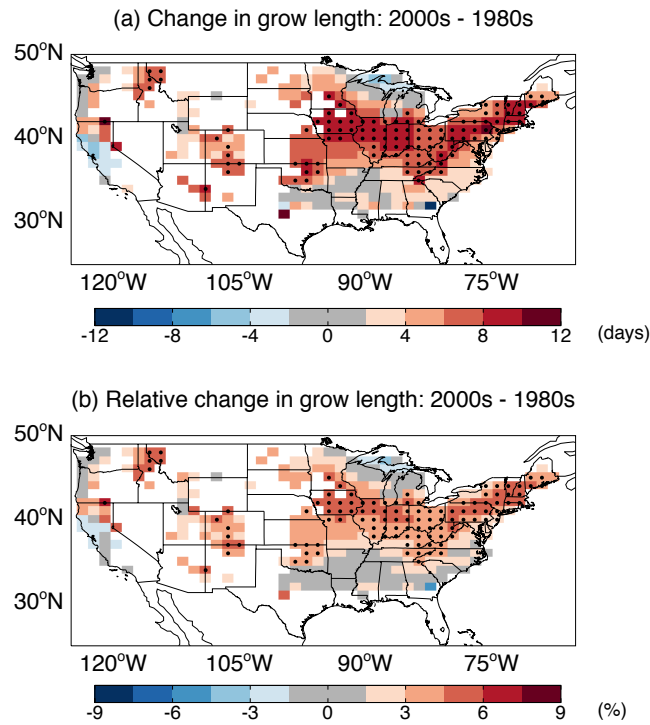 (a) Change in grow length: 2000s - 1980s
50°N
40°N
30°N
120°W 105°W 90°W 75°W
-12 -8 -4 0 4 8 12 (days)
(b) Relative change in grow length: 2000s - 1980s
50°N
40°N
30°N
120°W 105°W 90°W 75°W
-9 -6 -3 0 3 6 9 (%)